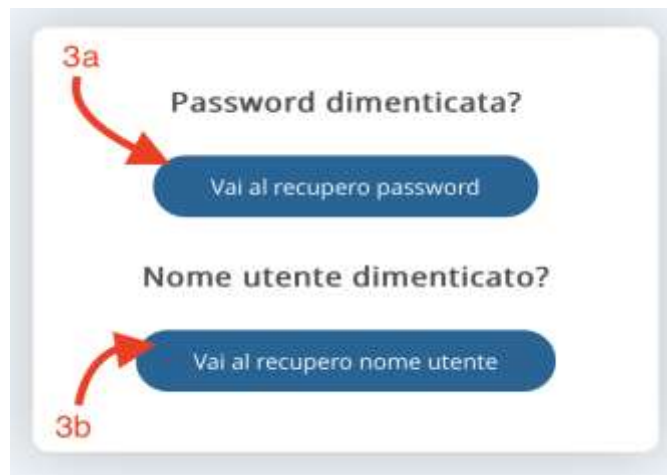 3a
Password dimenticata?
Vai al recupero password
Nome utente dimenticato?
Vai al recupero nome utente
3b